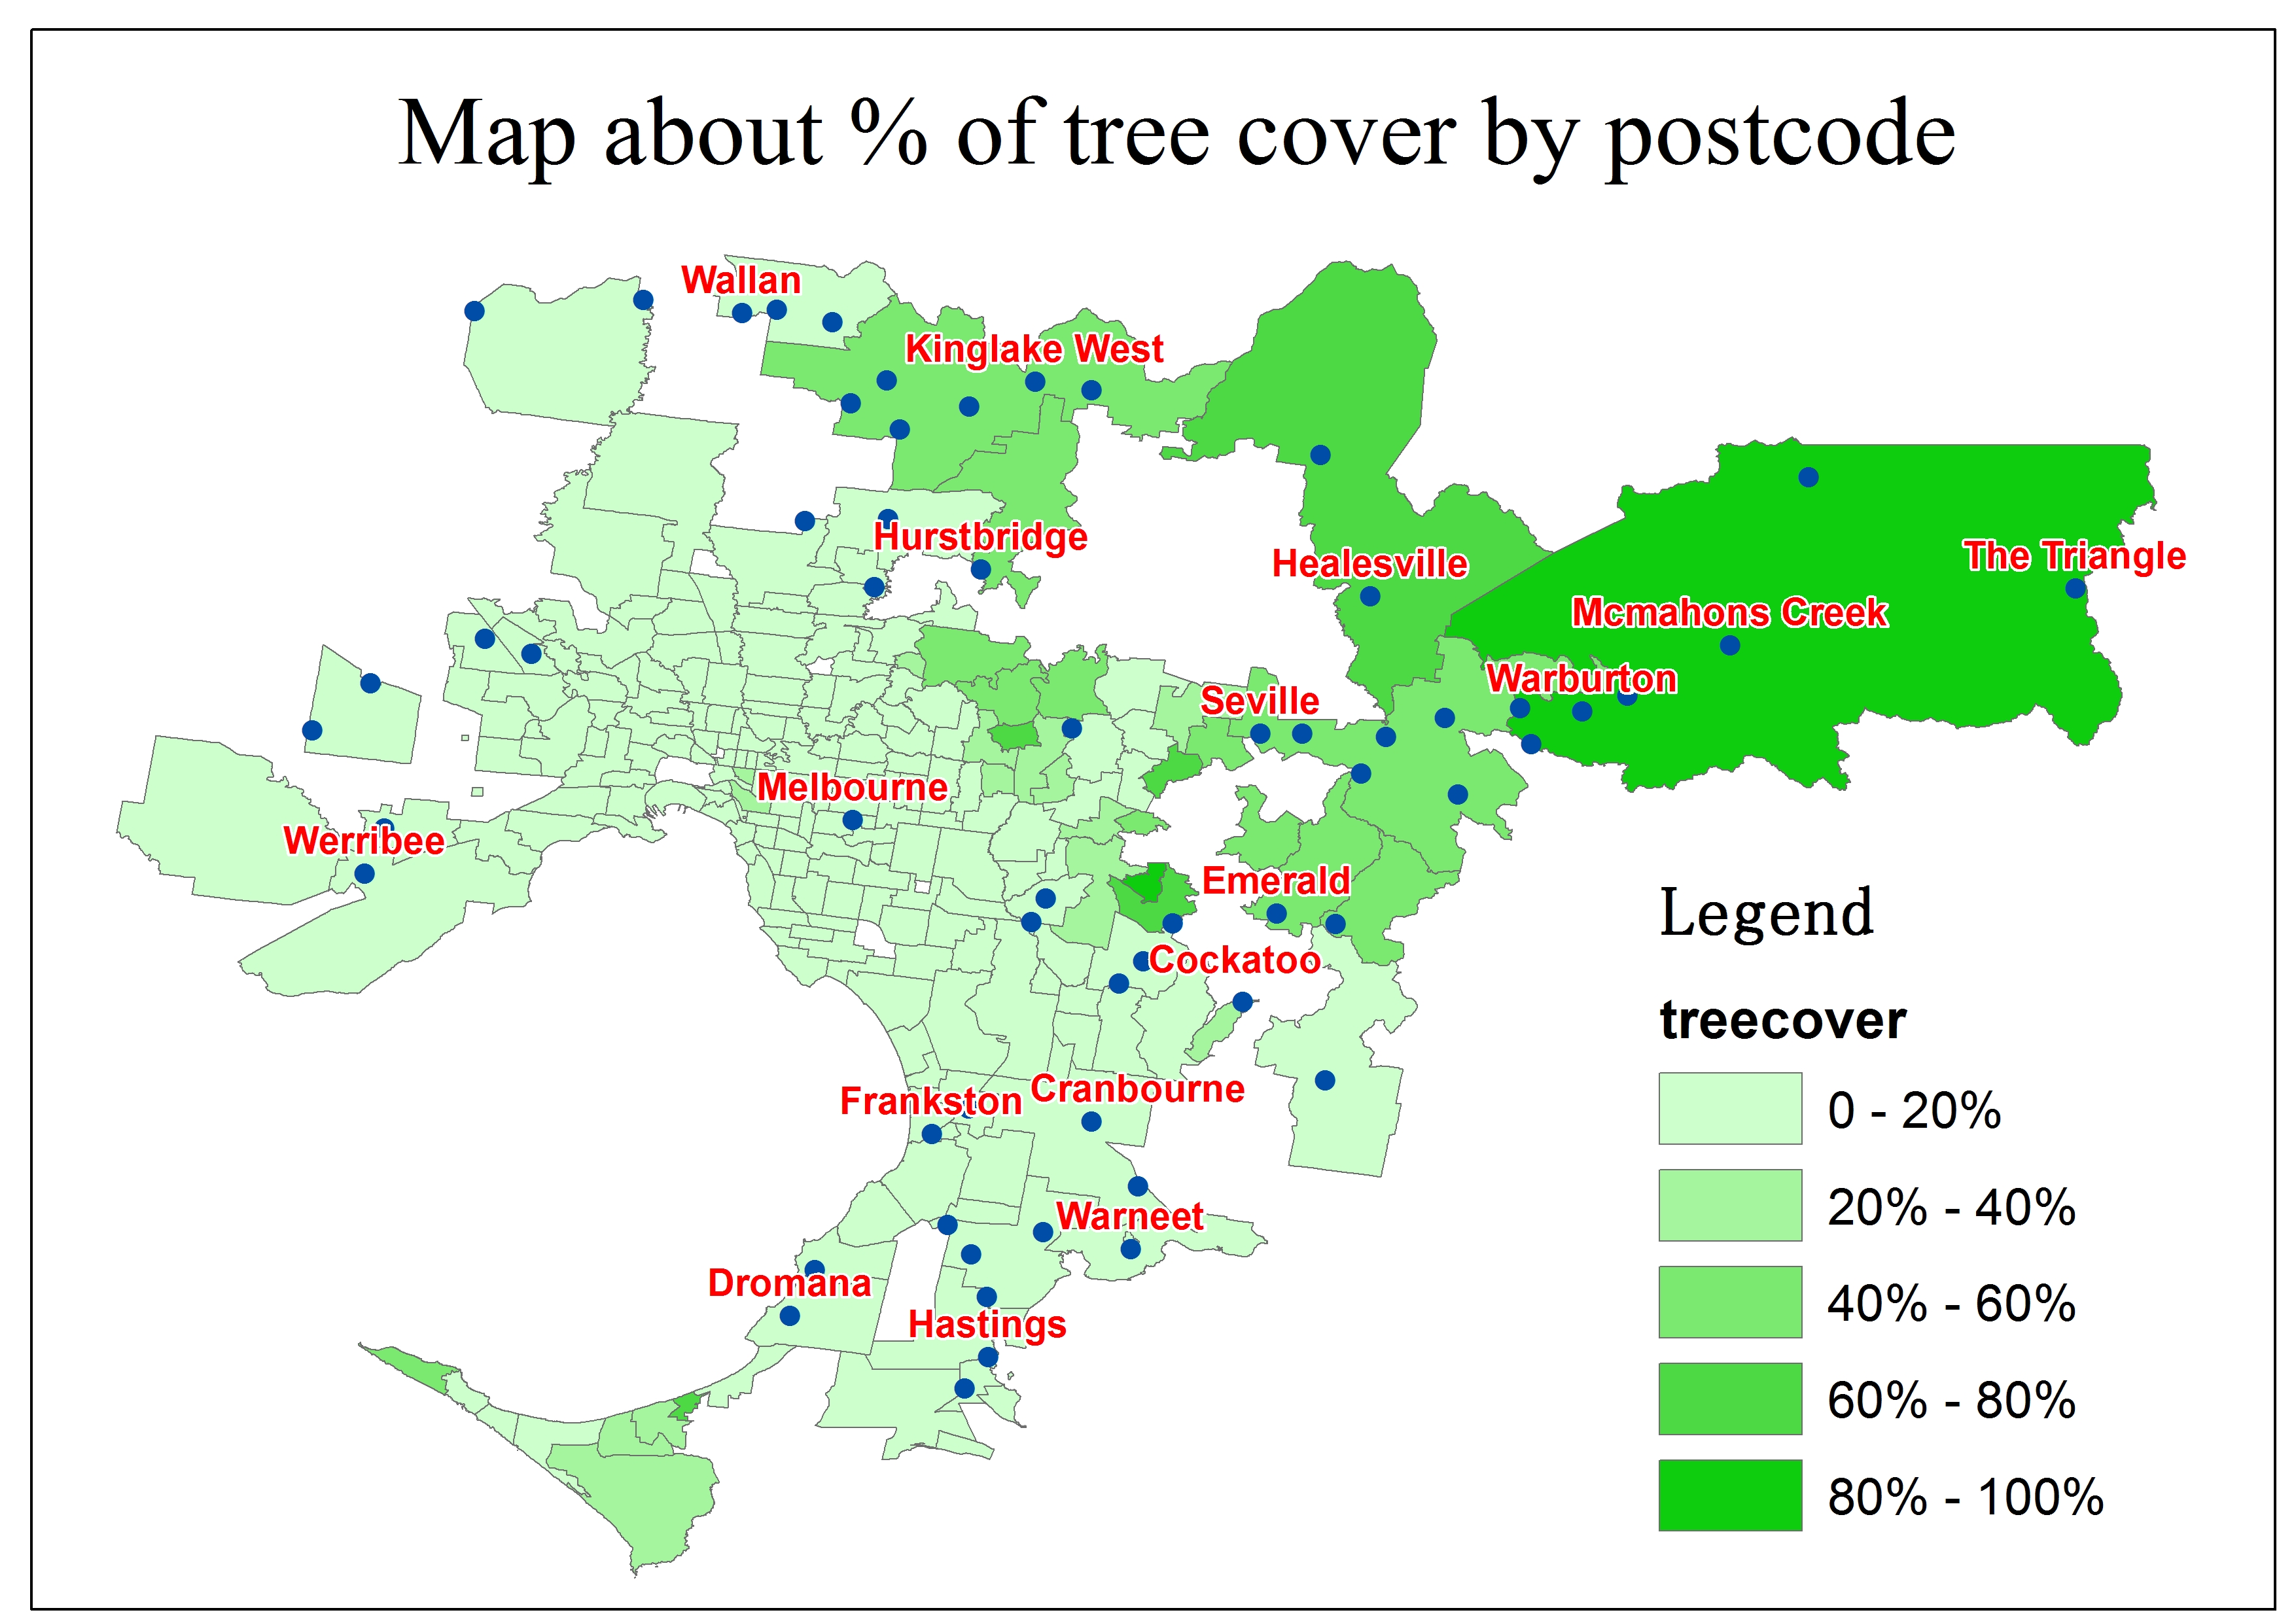 Map about % of tree cover by postcode
Wallan
Kinglake West
Hurstbridge
Healesville
The Triangle
Mcmahons Creek
Warburton
Seville
Melbourne
Werribee
Emerald
Cockatoo
Cranbourne
Frankston
Warneet
Dromana
Hastings
Legend
treecover
0 - 20%
20% - 40%
40% - 60%
60% - 80%
80% - 100%